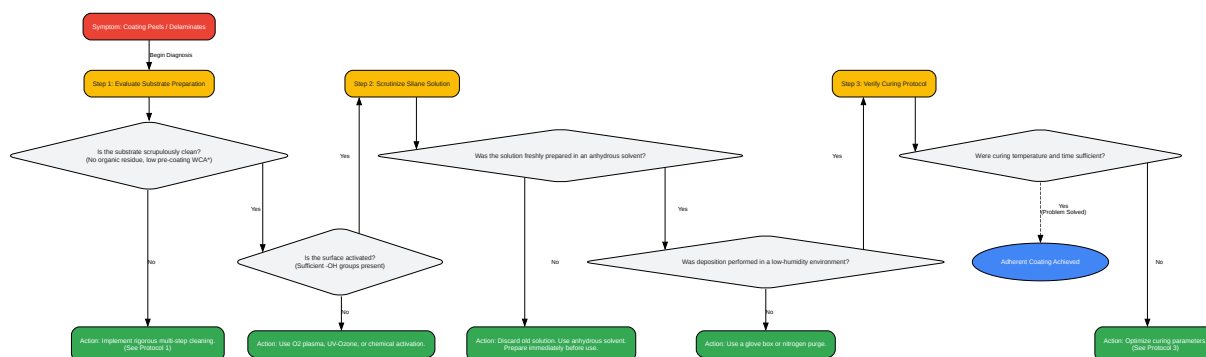 Symptom: Coating Peels / Delaminates
Begin Diagnosis
Step 1: Evaluate Substrate Preparation
Is the substrate scrupulously clean?
(No organic residue, low pre-coating WCA*)
No
Yes
Is the surface activated?
(Sufficient -OH groups present)
No
Yes
Action: Implement rigorous multi-step cleaning.
(See Protocol 1)
Action: Use O2 plasma, UV-Ozone, or chemical activation.
Step 2: Scrutinize Silane Solution
Was the solution freshly prepared in an anhydrous solvent?
No
Yes
Was deposition performed in a low-humidity environment?
No
Yes
Action: Discard old solution. Use anhydrous solvent.
Prepare immediately before use.
Action: Use a glove box or nitrogen purge.
Step 3: Verify Curing Protocol
Were curing temperature and time sufficient?
Yes
(Problem Solved)
No
Adherent Coating Achieved
Action: Optimize curing parameters
(See Protocol 3)